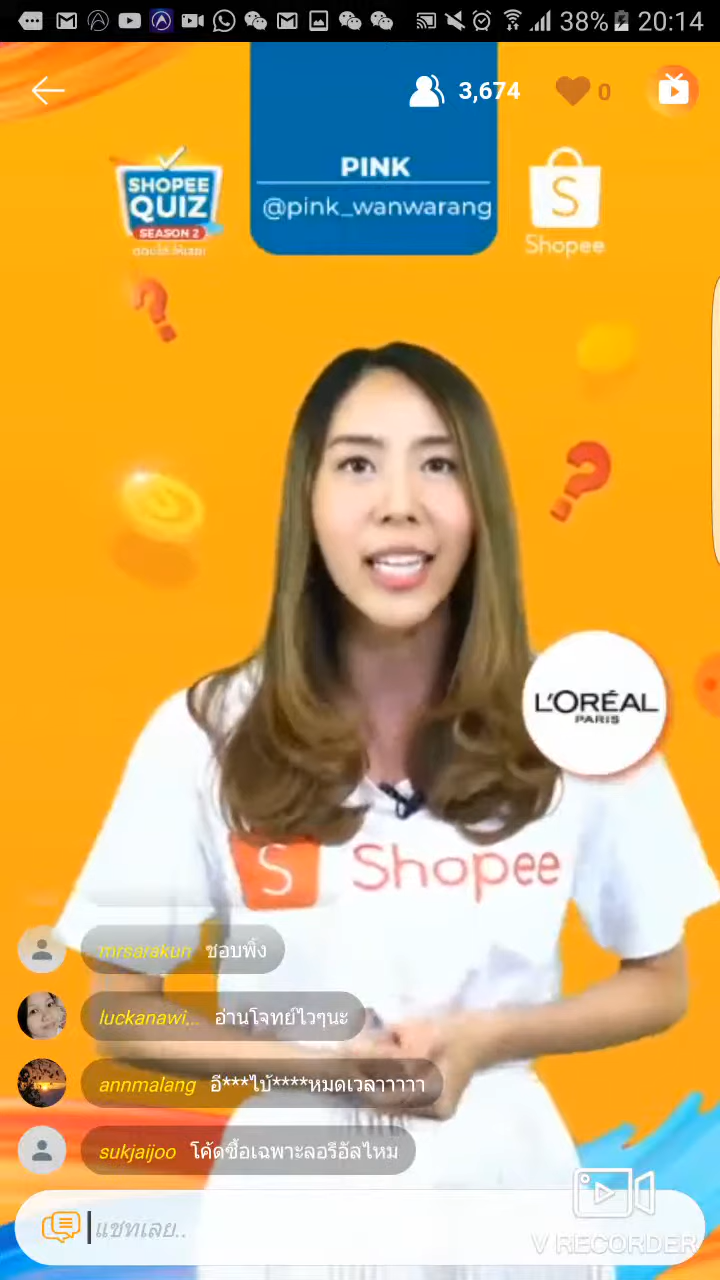 38% 20:14
3,674
0
PINK
@pink_wanwarang
SHOPEE
QUIZ
SEASON 2
S
Shopee
L'ORÉAL
PARIS
S Shopee
mrsarakun ชอบพิ้ง
luckanawi... อ่านโจทย์ไวๆนะ
annmalang อี***ไบ้****หมดเวลาาาาา
sukjaijoo โค้ดซื้อเฉพาะลอรีอัลไหม
แชทเลย..
V RECORDER